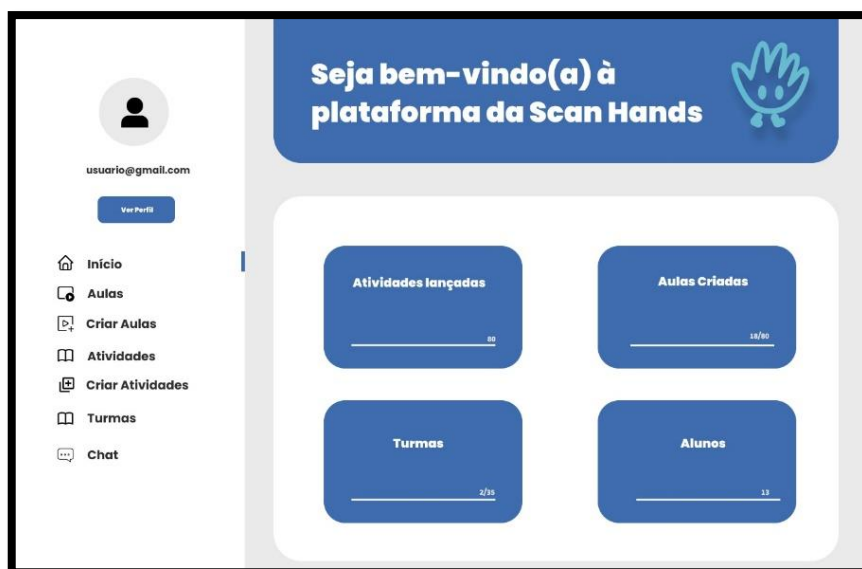 usuario@gmail.com
Ver Perfil
Início
Aulas
Criar Aulas
Atividades
Criar Atividades
Turmas
Chat
Seja bem-vindo(a) à
plataforma da Scan Hands
Atividades lançadas
80
Aulas Criadas
18/80
Turmas
2/35
Alunos
13